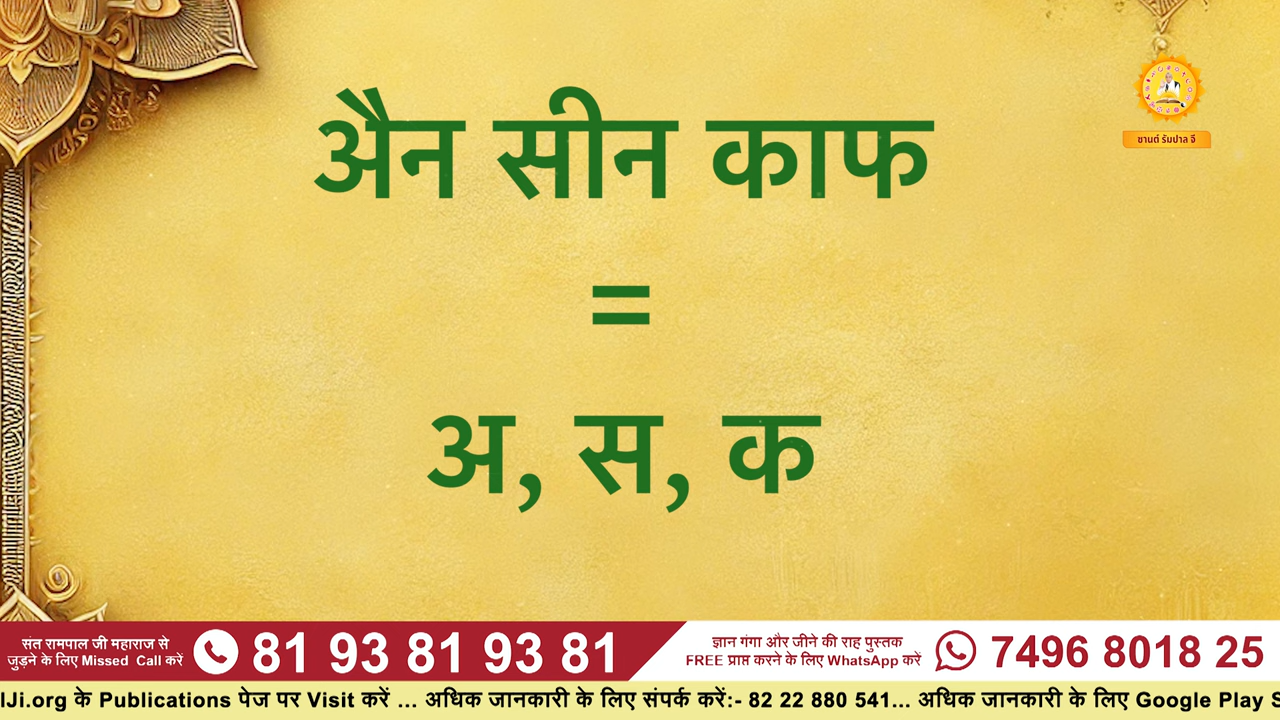 अैन सीन काफ
=
अ, स, क
संत रामपाल जी महाराज से
जुड़ने के लिए Missed Call करें
81 93 81 93 81
ज्ञान गंगा और जीने की राह पुस्तक
FREE प्राप्त करने के लिए WhatsApp करें
7496 8018 25
lJi.org के Publications पेज पर Visit करें ... अधिक जानकारी के लिए संपर्क करें:- 82 22 880 541... अधिक जानकारी के लिए Google Play S